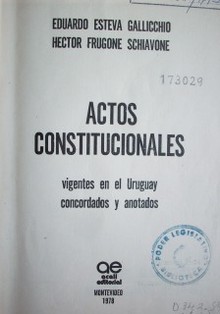 EDUARDO ESTEVA GALLICCHIO
HECTOR FRUGONE SCHIAVONE
173029
ACTOS
CONSTITUCIONALES
vigentes en el Uruguay
concordados y anotados
ae
acali
editorial
MONTEVIDEO
1978
PODER LEGISLATIVO
BIBLIOTECA